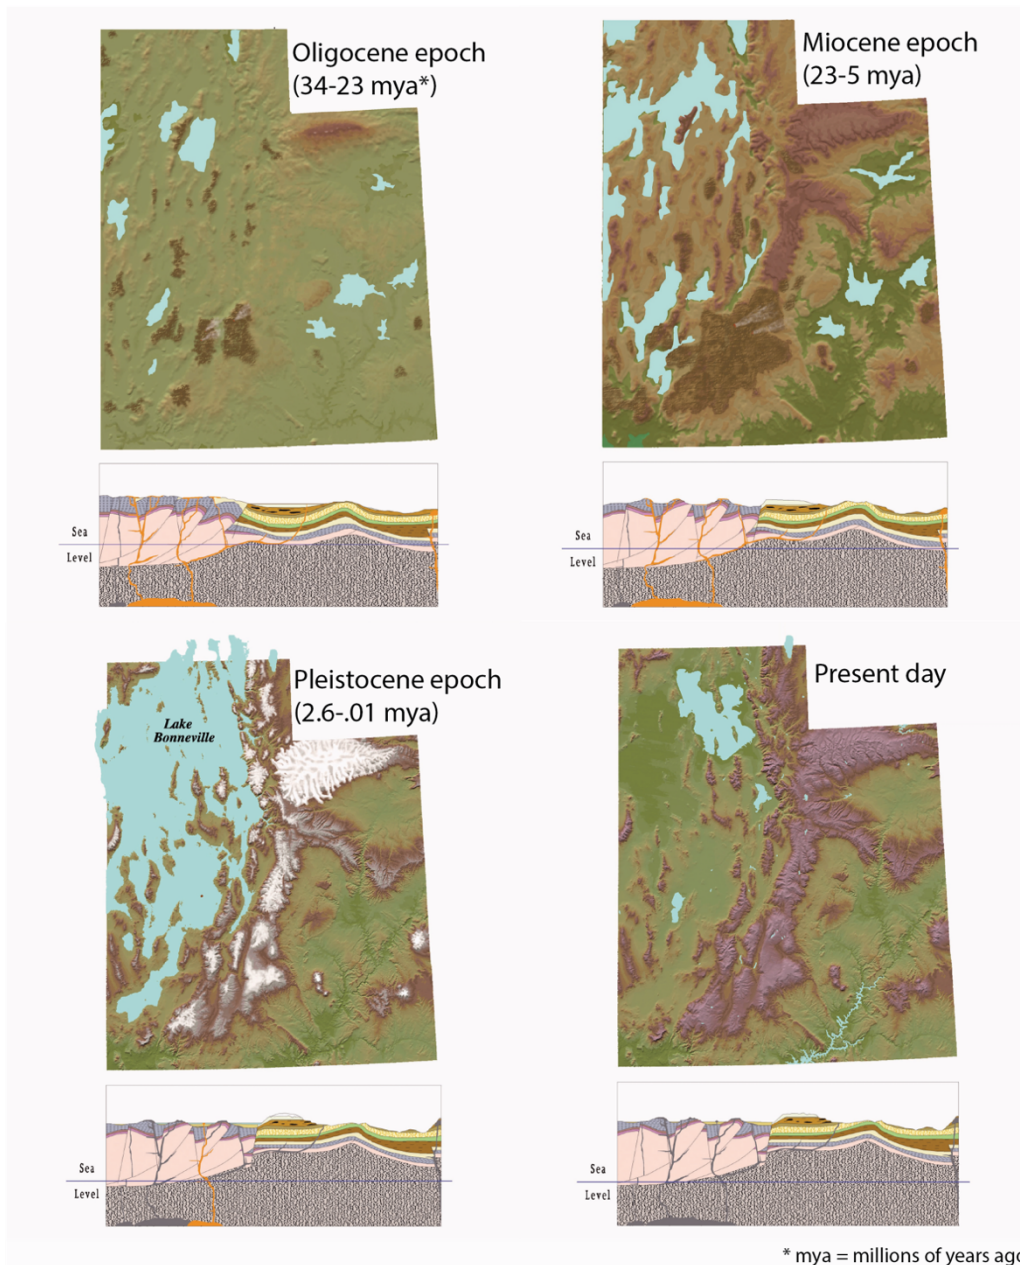 Oligocene epoch
(34-23 mya*)
Miocene epoch
(23-5 mya)
Sea
Level
Sea
Level
Pleistocene epoch
(2.6-.01 mya)
Lake
Bonneville
Present day
Sea
Level
Sea
Level
* mya = millions of years ago